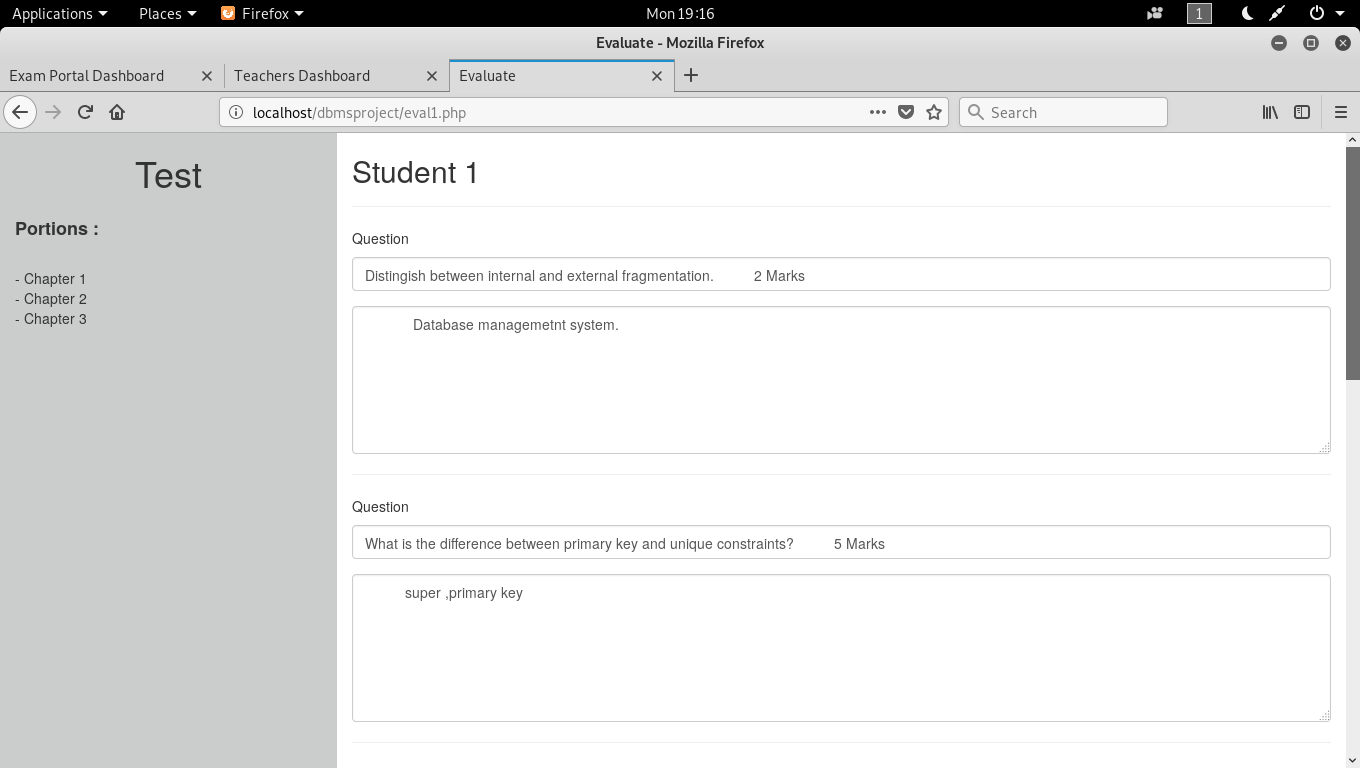 Applications Places Firefox Mon 19:16 1
Evaluate - Mozilla Firefox
Exam Portal Dashboard Teachers Dashboard Evaluate
localhost/dbmsproject/eval1.php Search
Test
Portions :
- Chapter 1
- Chapter 2
- Chapter 3
Student 1
Question
Distingish between internal and external fragmentation. 2 Marks
Database managemetnt system.
Question
What is the difference between primary key and unique constraints? 5 Marks
super ,primary key